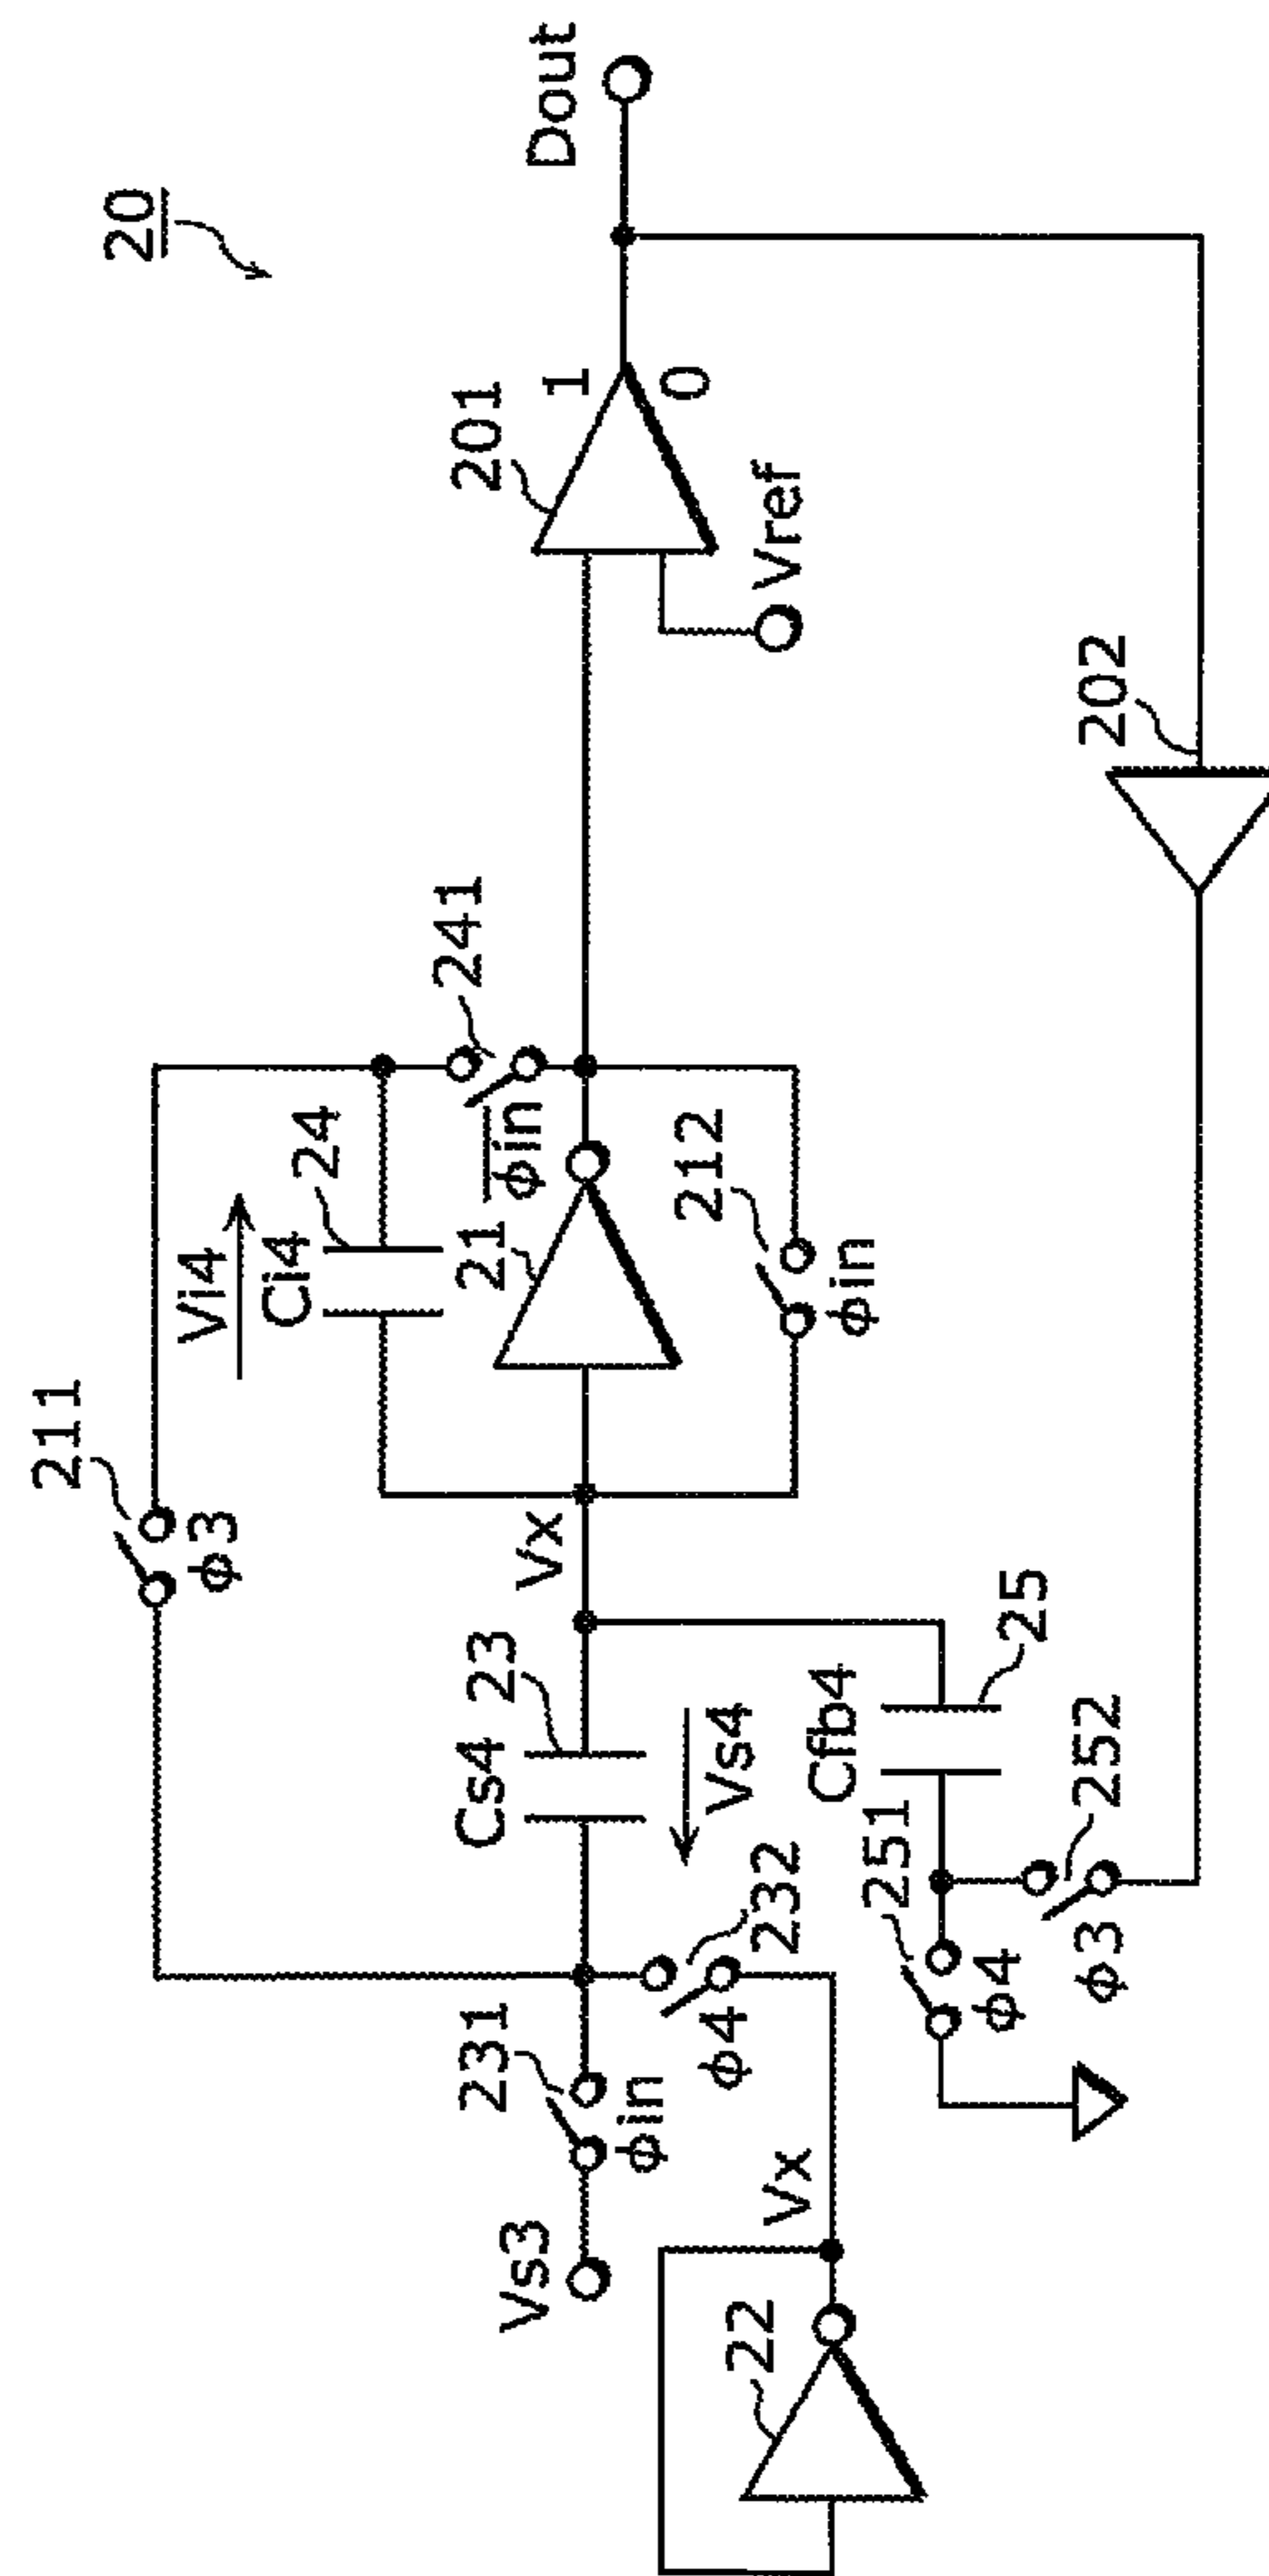 20
Dout
201
1
0
Vref
202
241
ϕin
24
Vi4
Ci4
21
212
ϕin
211
ϕ3
Vx
23
Cs4
Vs4
Cfb4
25
251
252
ϕ4
ϕ3
231
ϕin
232
ϕ4
Vs3
Vx
22